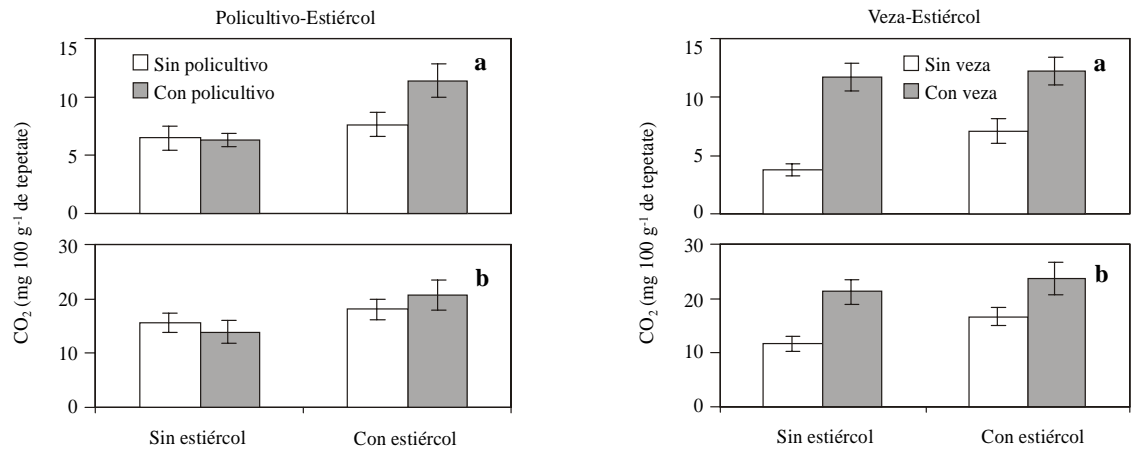 Policultivo-Estiércol
CO₂ (mg 100 g⁻¹ de tepetate)
15
10
5
0
Sin policultivo
Con policultivo
a
30
20
10
0
b
Sin estiércol
Con estiércol
Veza-Estiércol
CO₂ (mg 100 g⁻¹ de tepetate)
15
10
5
0
Sin veza
Con veza
a
30
20
10
0
b
Sin estiércol
Con estiércol